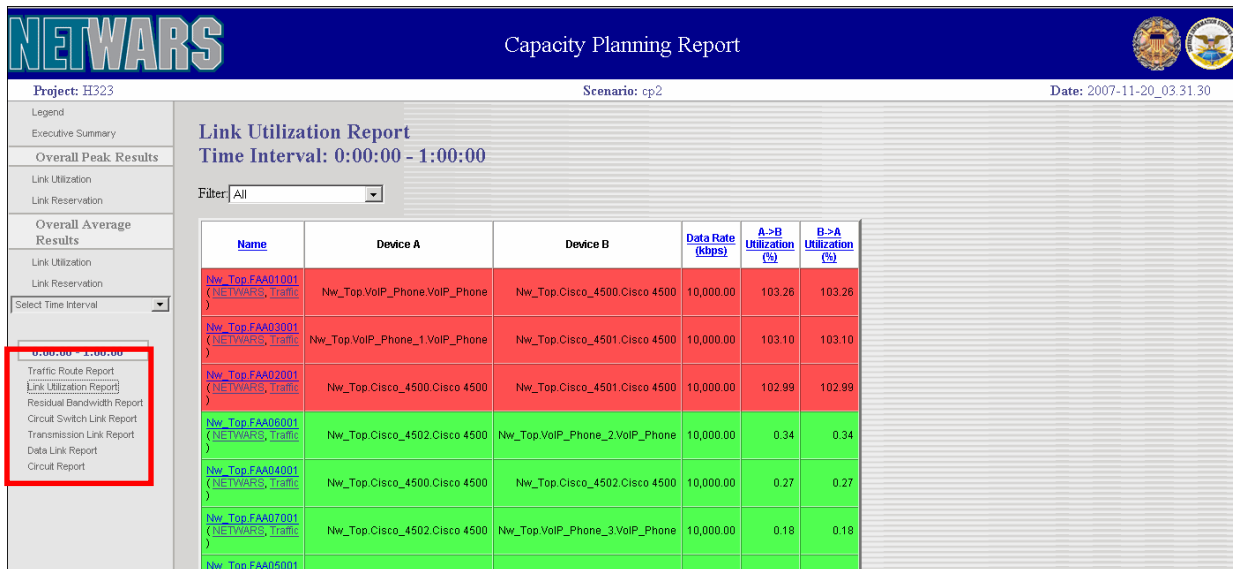 NETWARS
Capacity Planning Report
Project: H323
Scenario: cp2
Date: 2007-11-20_03.31.30
Legend
Executive Summary
Overall Peak Results
Link Utilization
Link Reservation
Overall Average
Results
Link Utilization
Link Reservation
Select Time Interval
0:00:00 - 1:00:00
Traffic Route Report
Link Utilization Report
Residual Bandwidth Report
Circuit Switch Link Report
Transmission Link Report
Data Link Report
Circuit Report
Link Utilization Report
Time Interval: 0:00:00 - 1:00:00
Filter: All
Name Device A Device B Data Rate (kbps) A->B Utilization (%) B->A Utilization (%)
Nw_Top.FAA01001
(NETWARS, Traffic
) Nw_Top.VoIP_Phone.VoIP_Phone Nw_Top.Cisco_4500.Cisco 4500 10,000.00 103.26 103.26
Nw_Top.FAA03001
(NETWARS, Traffic
) Nw_Top.VoIP_Phone_1.VoIP_Phone Nw_Top.Cisco_4501.Cisco 4500 10,000.00 103.10 103.10
Nw_Top.FAA02001
(NETWARS, Traffic
) Nw_Top.Cisco_4500.Cisco 4500 Nw_Top.Cisco_4501.Cisco 4500 10,000.00 102.99 102.99
Nw_Top.FAA06001
(NETWARS, Traffic
) Nw_Top.Cisco_4502.Cisco 4500 Nw_Top.VoIP_Phone_2.VoIP_Phone 10,000.00 0.34 0.34
Nw_Top.FAA04001
(NETWARS, Traffic
) Nw_Top.Cisco_4500.Cisco 4500 Nw_Top.Cisco_4502.Cisco 4500 10,000.00 0.27 0.27
Nw_Top.FAA07001
(NETWARS, Traffic
) Nw_Top.Cisco_4502.Cisco 4500 Nw_Top.VoIP_Phone_3.VoIP_Phone 10,000.00 0.18 0.18
Nw_Top.FAA05001